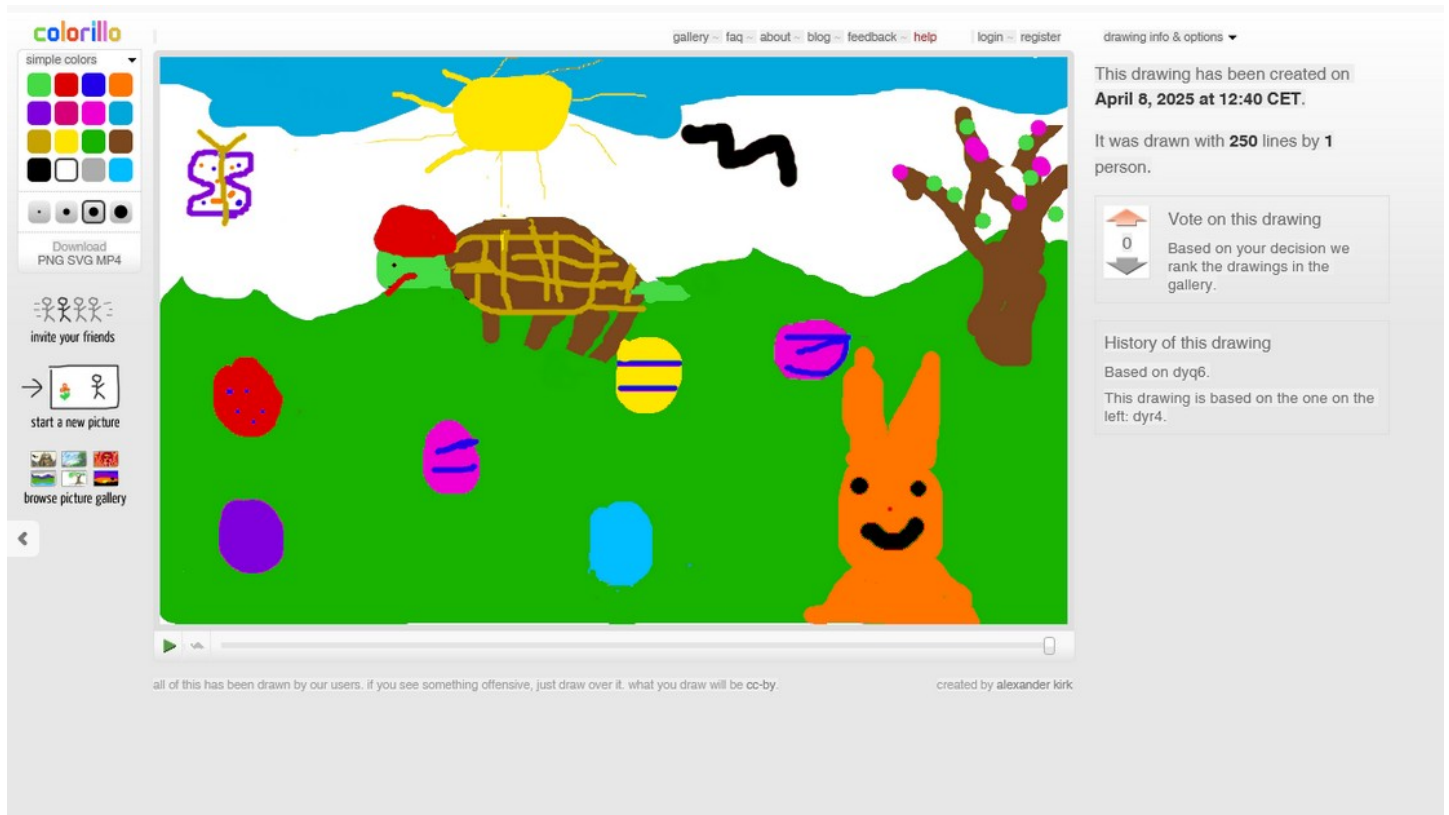 colorillo
gallery ~ faq ~ about ~ blog ~ feedback ~ help
login ~ register
drawing info & options
simple colors
Download
PNG SVG MP4
invite your friends
start a new picture
browse picture gallery
This drawing has been created on
April 8, 2025 at 12:40 CET.
It was drawn with 250 lines by 1
person.
Vote on this drawing
0
Based on your decision we
rank the drawings in the
gallery.
History of this drawing
Based on dyq6.
This drawing is based on the one on the
left: dyr4.
all of this has been drawn by our users. if you see something offensive, just draw over it. what you draw will be cc-by.
created by alexander kirk